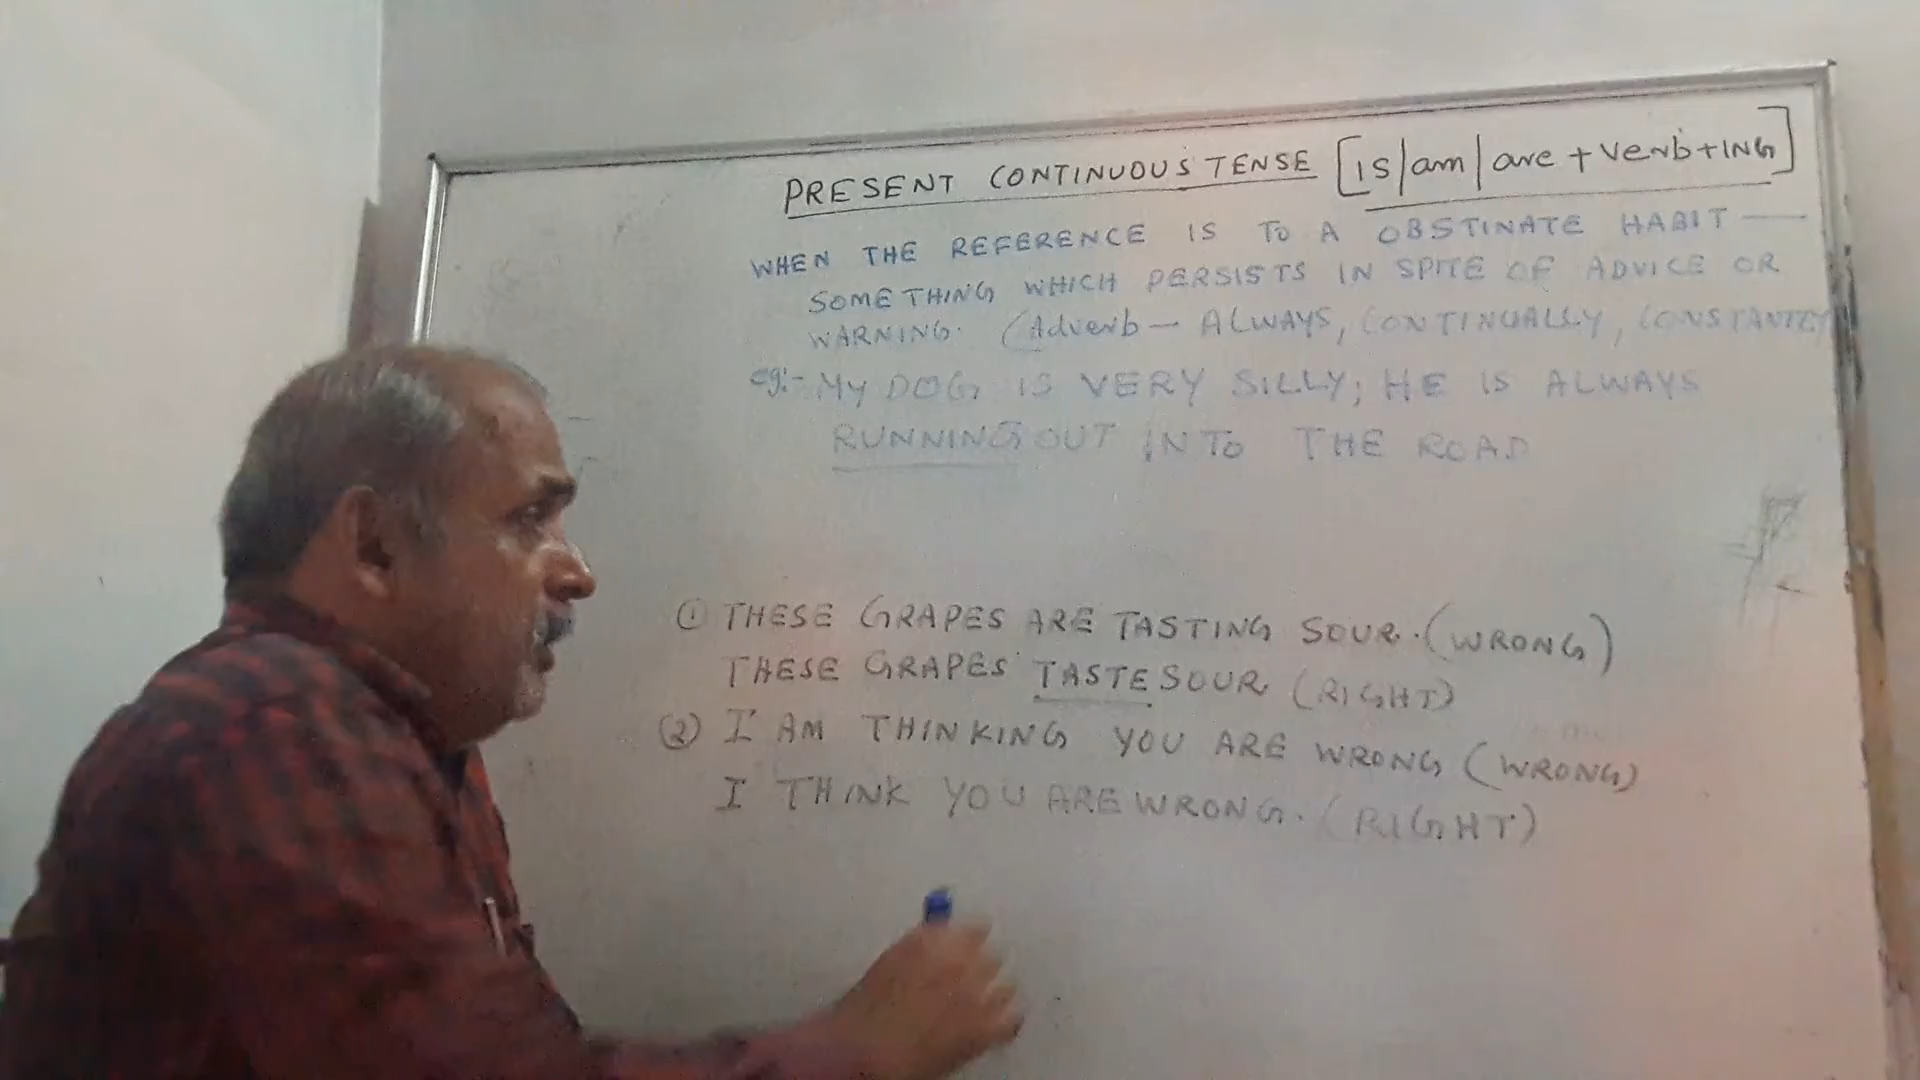 PRESENT CONTINUOUS TENSE [IS/am/are + Verb+ING]
WHEN THE REFERENCE IS TO A OBSTINATE HABIT —
SOMETHING WHICH PERSISTS IN SPITE OF ADVICE OR
WARNING. (Adverb — ALWAYS, CONTINUALLY, CONSTANTLY
eg:- MY DOG IS VERY SILLY; HE IS ALWAYS
RUNNING OUT INTO THE ROAD
① THESE GRAPES ARE TASTING SOUR. (WRONG)
THESE GRAPES TASTE SOUR (RIGHT)
② I AM THINKING YOU ARE WRONG (WRONG)
I THINK YOU ARE WRONG. (RIGHT)